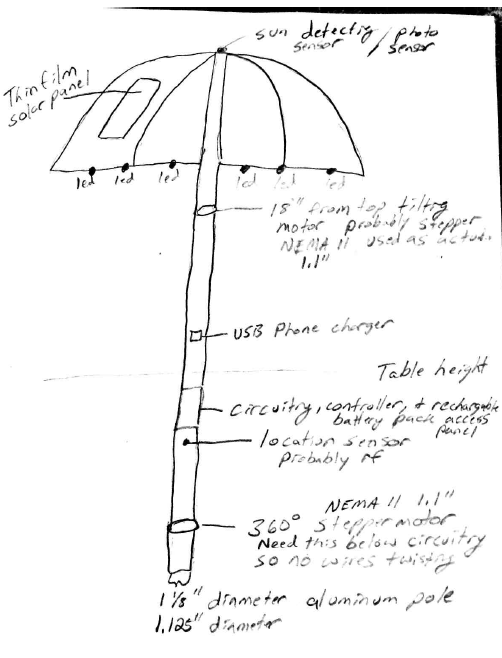 sun detecting / photo
sensor sensor
Thin film
solar panel
led led led led led led
18" from top tilting
motor probably stepper
NEMA 11 used as
1.1"
USB Phone charger
Table height
circuitry, controller, & rechargable
battery pack access
panel
location sensor
probably rf
NEMA 11 1.1"
360° stepper motor
Need this below circuitry
so no wires twisting
1 1/8" diameter aluminum pole
1.125" diameter